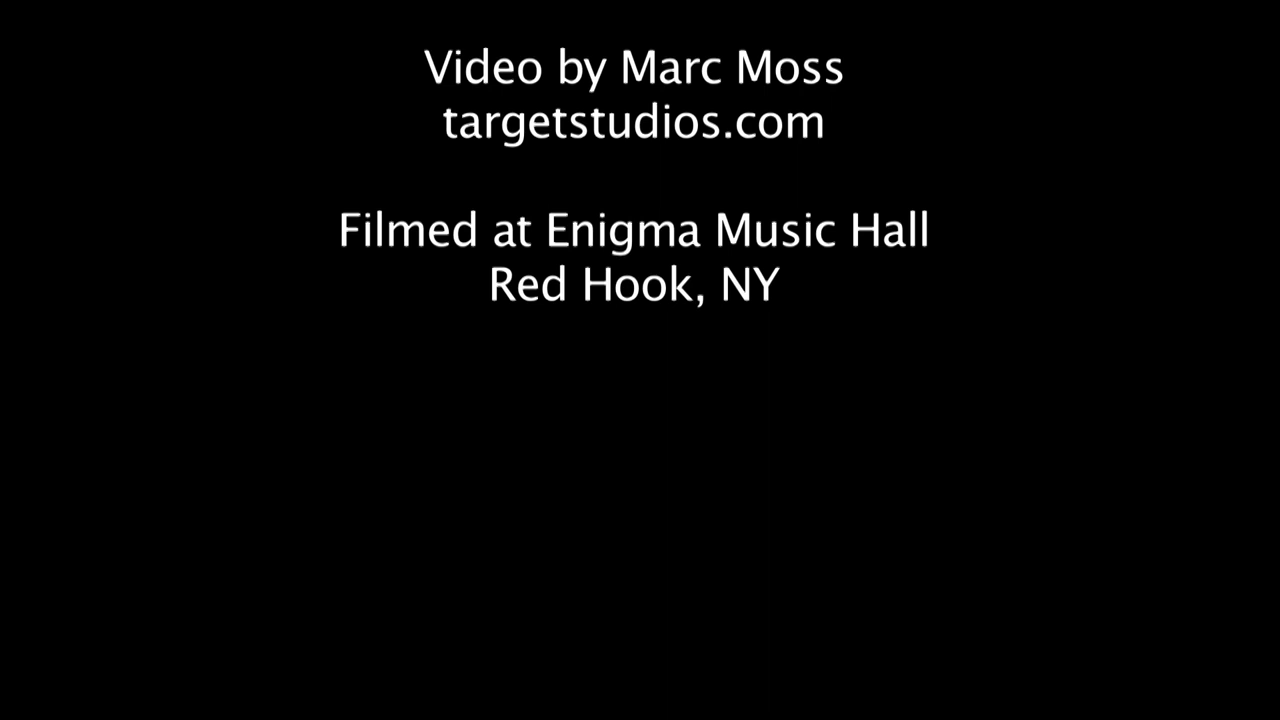 Video by Marc Moss
targetstudios.com
Filmed at Enigma Music Hall
Red Hook, NY